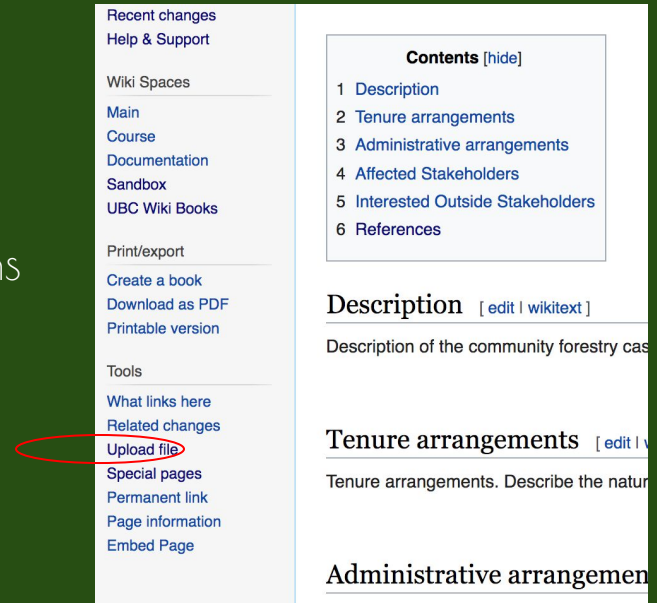 ns
Recent changes
Help & Support
Wiki Spaces
Main
Course
Documentation
Sandbox
UBC Wiki Books
Print/export
Create a book
Download as PDF
Printable version
Tools
What links here
Related changes
Upload file
Special pages
Permanent link
Page information
Embed Page
Contents [hide]
1 Description
2 Tenure arrangements
3 Administrative arrangements
4 Affected Stakeholders
5 Interested Outside Stakeholders
6 References
Description [ edit | wikitext ]
Description of the community forestry cas
Tenure arrangements [ edit | w
Tenure arrangements. Describe the natur
Administrative arrangemen